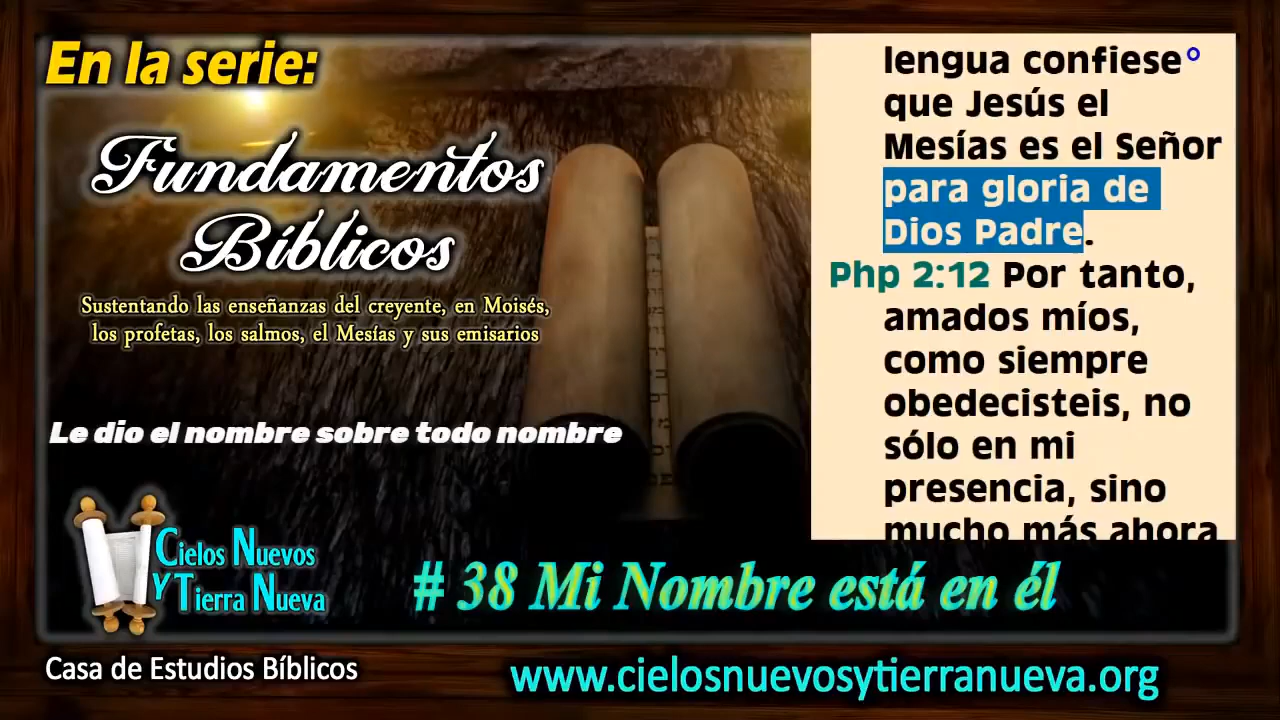 En la serie:
Fundamentos
Bíblicos
Sustentando las enseñanzas del creyente, en Moisés,
los profetas, los salmos, el Mesías y sus emisarios
Le dio el nombre sobre todo nombre
Cielos Nuevos
Y Tierra Nueva
Casa de Estudios Bíblicos
# 38 Mi Nombre está en él
www.cielosnuevosytierranueva.org
lengua confiese°
que Jesús el
Mesías es el Señor
para gloria de
Dios Padre.
Php 2:12 Por tanto,
amados míos,
como siempre
obedecisteis, no
sólo en mi
presencia, sino
mucho más ahora